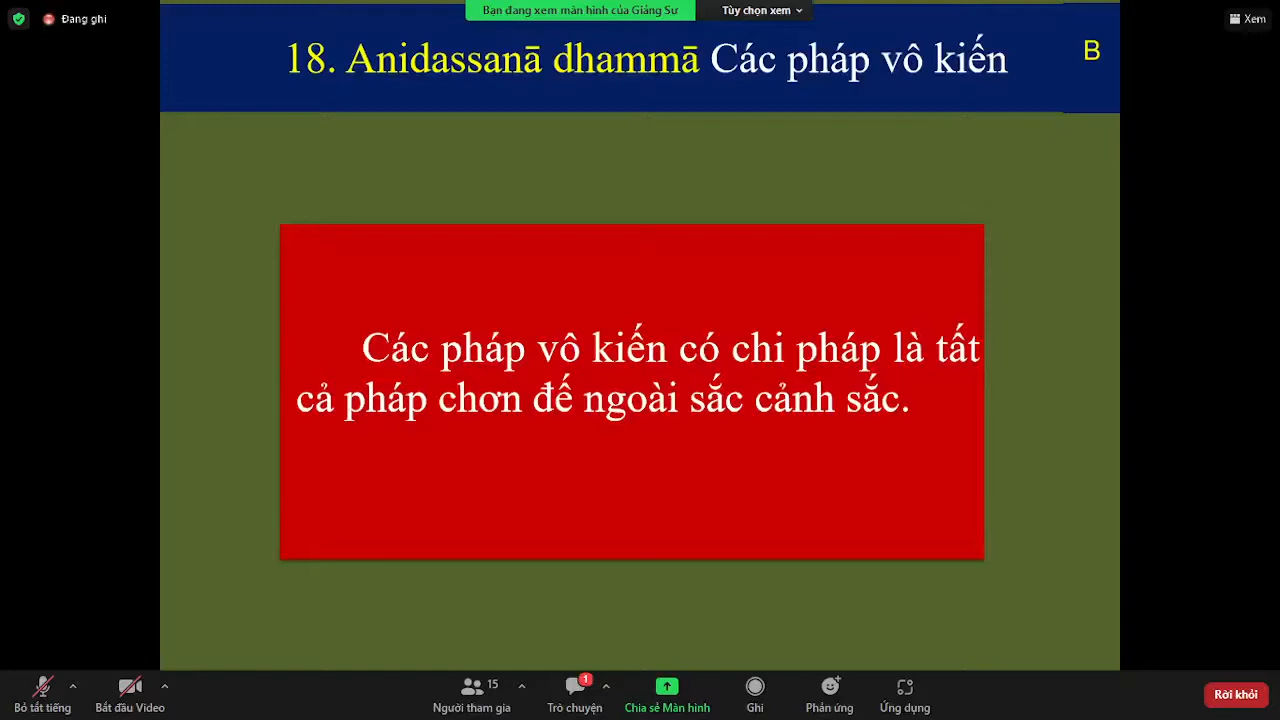 Đang ghi
Bạn đang xem màn hình của Giảng Sư
Tùy chọn xem
Xem
18. Anidassanā dhammā Các pháp vô kiến
B
Các pháp vô kiến có chi pháp là tất
cả pháp chơn đế ngoài sắc cảnh sắc.
Bỏ tắt tiếng
Bắt đầu Video
15
Người tham gia
1
Trò chuyện
Chia sẻ Màn hình
Ghi
Phản ứng
Ứng dụng
Rời khỏi